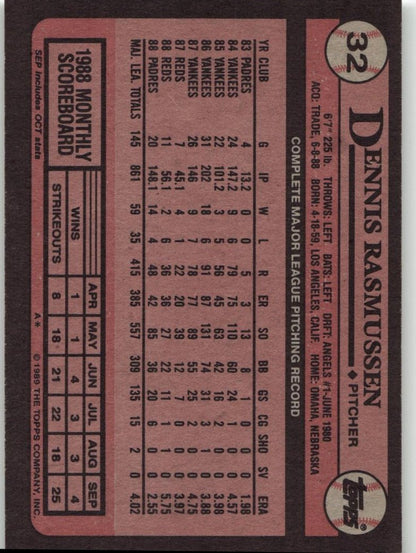 32 DENNIS RASMUSSEN ♦ PITCHER topps
6'7" 225 lb. THROWS: LEFT BATS: LEFT DRFT: ANGELS #1-JUNE 1980
ACQ: TRADE, 6-8-88 BORN: 4-18-59, LOS ANGELES, CALIF. HOME: OMAHA, NEBRASKA
COMPLETE MAJOR LEAGUE PITCHING RECORD
YR CLUB G IP W L R ER SO BB GS CG SHO SV ERA
83 PADRES 4 13.2 0 0 5 3 13 8 1 0 0 0 1.98
84 YANKEES 24 147.2 9 6 79 75 110 60 24 1 0 0 4.57
85 YANKEES 22 101.2 3 5 56 45 63 42 16 2 0 0 3.98
86 YANKEES 31 202 18 6 91 87 131 74 31 3 1 0 3.88
87 YANKEES 26 146 9 7 78 77 89 55 25 2 0 0 4.75
87 REDS 7 45.1 4 1 22 20 39 12 7 0 0 0 3.97
88 REDS 11 56.1 2 6 36 36 27 22 11 1 1 0 5.75
88 PADRES 20 148.1 14 4 48 42 85 36 20 6 0 0 2.55
MAJ. LEA. TOTALS 145 861 59 35 415 385 557 309 135 15 2 0 4.02
1988 MONTHLY
SCOREBOARD
SEP includes OCT stats
APR MAY JUN JUL AUG SEP
WINS 1 1 4 3 3 4
STRIKEOUTS 8 18* 21 22 18 25
A* © 1989 THE TOPPS COMPANY, INC.